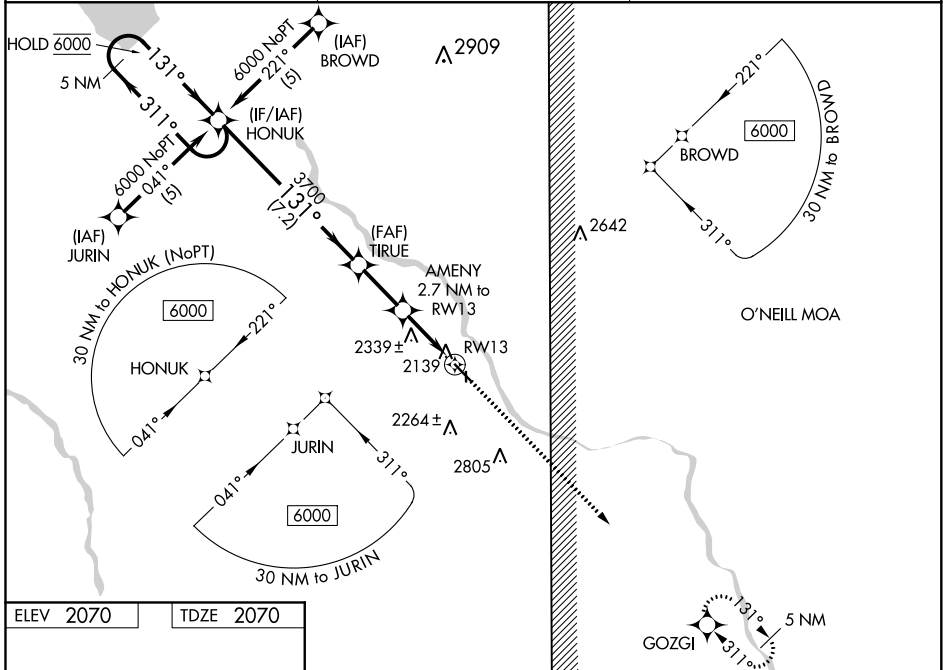 HOLD 6000
5 NM
131°
311°
6000 NoPT
221°
(5)
(IAF)
BROWD
2909
(IF/IAF)
HONUK
6000 NoPT
041°
(5)
(IAF)
JURIN
3700
131°
(7.2)
(FAF)
TIRUE
AMENY
2.7 NM to
RW13
2339 ±
2139
RW13
2264 ±
2805
2642
221°
6000
BROWD
311°
30 NM to BROWD
O'NEILL MOA
30 NM to HONUK (NoPT)
6000
221°
HONUK
041°
JURIN
041°
311°
6000
30 NM to JURIN
ELEV 2070
TDZE 2070
131°
5 NM
GOZGI
311°